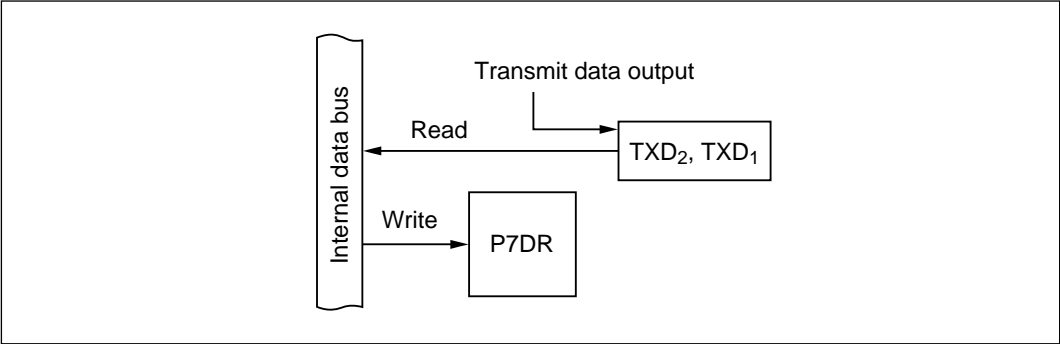 Transmit data output
Internal data bus
Read
TXD₂, TXD₁
Write
P7DR